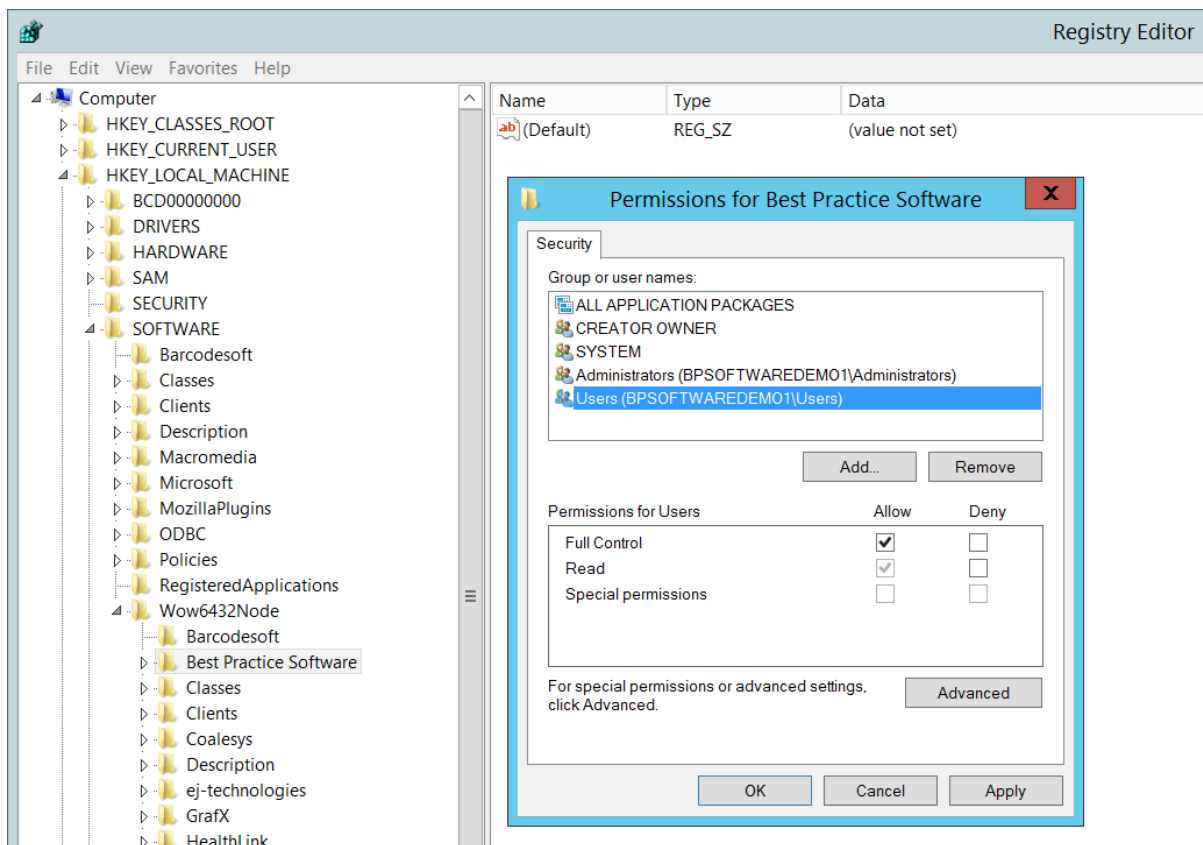 Registry Editor
File Edit View Favorites Help
Computer
HKEY_CLASSES_ROOT
HKEY_CURRENT_USER
HKEY_LOCAL_MACHINE
BCD00000000
DRIVERS
HARDWARE
SAM
SECURITY
SOFTWARE
Barcodesoft
Classes
Clients
Description
Macromedia
Microsoft
MozillaPlugins
ODBC
Policies
RegisteredApplications
Wow6432Node
Barcodesoft
Best Practice Software
Classes
Clients
Coalesys
Description
ej-technologies
GrafX
HealthLink
Name Type Data
ab (Default) REG_SZ (value not set)
Permissions for Best Practice Software
X
Security
Group or user names:
ALL APPLICATION PACKAGES
CREATOR OWNER
SYSTEM
Administrators (BPSOFTWAREDEMO1\Administrators)
Users (BPSOFTWAREDEMO1\Users)
Add... Remove
Permissions for Users Allow Deny
Full Control
Read
Special permissions
For special permissions or advanced settings,
click Advanced.
Advanced
OK Cancel Apply